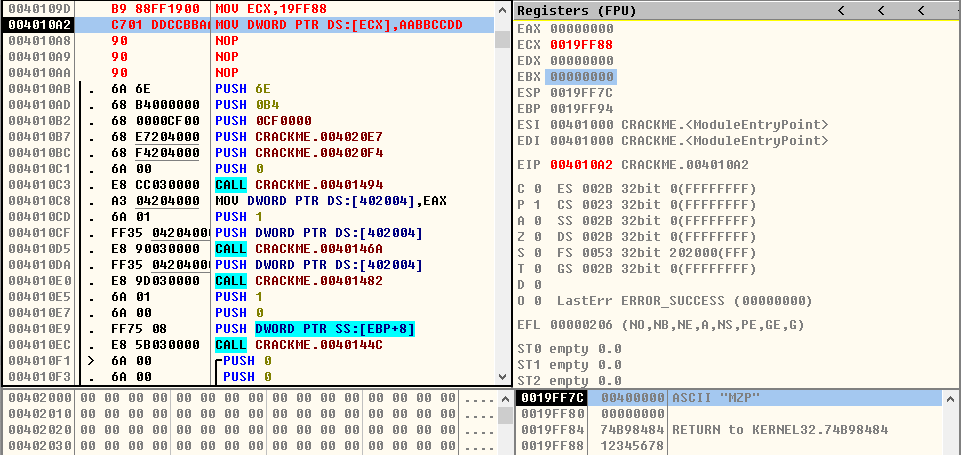 0040109D B9 88FF1900 MOV ECX,19FF88
004010A2 C701 DDCCBBAA MOV DWORD PTR DS:[ECX],AABBCCDD
004010A8 90 NOP
004010A9 90 NOP
004010AA 90 NOP
004010AB . 6A 6E PUSH 6E
004010AD . 68 B4000000 PUSH 0B4
004010B2 . 68 0000CF00 PUSH 0CF0000
004010B7 . 68 E7204000 PUSH CRACKME.004020E7
004010BC . 68 F4204000 PUSH CRACKME.004020F4
004010C1 . 6A 00 PUSH 0
004010C3 . E8 CC030000 CALL CRACKME.00401494
004010C8 . A3 04204000 MOV DWORD PTR DS:[402004],EAX
004010CD . 6A 01 PUSH 1
004010CF . FF35 04204000 PUSH DWORD PTR DS:[402004]
004010D5 . E8 90030000 CALL CRACKME.0040146A
004010DA . FF35 04204000 PUSH DWORD PTR DS:[402004]
004010E0 . E8 9D030000 CALL CRACKME.00401482
004010E5 . 6A 01 PUSH 1
004010E7 . 6A 00 PUSH 0
004010E9 . FF75 08 PUSH DWORD PTR SS:[EBP+8]
004010EC . E8 5B030000 CALL CRACKME.0040144C
004010F1 > 6A 00 PUSH 0
004010F3 . 6A 00 PUSH 0
Registers (FPU) < < < <
EAX 00000000
ECX 0019FF88
EDX 00000000
EBX 00000000
ESP 0019FF7C
EBP 0019FF94
ESI 00401000 CRACKME.<ModuleEntryPoint>
EDI 00401000 CRACKME.<ModuleEntryPoint>
EIP 004010A2 CRACKME.004010A2
C 0 ES 002B 32bit 0(FFFFFFFF)
P 1 CS 0023 32bit 0(FFFFFFFF)
A 0 SS 002B 32bit 0(FFFFFFFF)
Z 0 DS 002B 32bit 0(FFFFFFFF)
S 0 FS 0053 32bit 202000(FFF)
T 0 GS 002B 32bit 0(FFFFFFFF)
D 0
O 0 LastErr ERROR_SUCCESS (00000000)
EFL 00000206 (NO,NB,NE,A,NS,PE,GE,G)
ST0 empty 0.0
ST1 empty 0.0
ST2 empty 0.0
00402000 00 00 00 00 00 00 00 00 00 00 00 00 00 00 00 00 ....
00402010 00 00 00 00 00 00 00 00 00 00 00 00 00 00 00 00 ....
00402020 00 00 00 00 00 00 00 00 00 00 00 00 00 00 00 00 ....
00402030 00 00 00 00 00 00 00 00 00 00 00 00 00 00 00 00 ....
0019FF7C 00400000 ASCII "MZP"
0019FF80 00000000
0019FF84 74B98484 RETURN to KERNEL32.74B98484
0019FF88 12345678